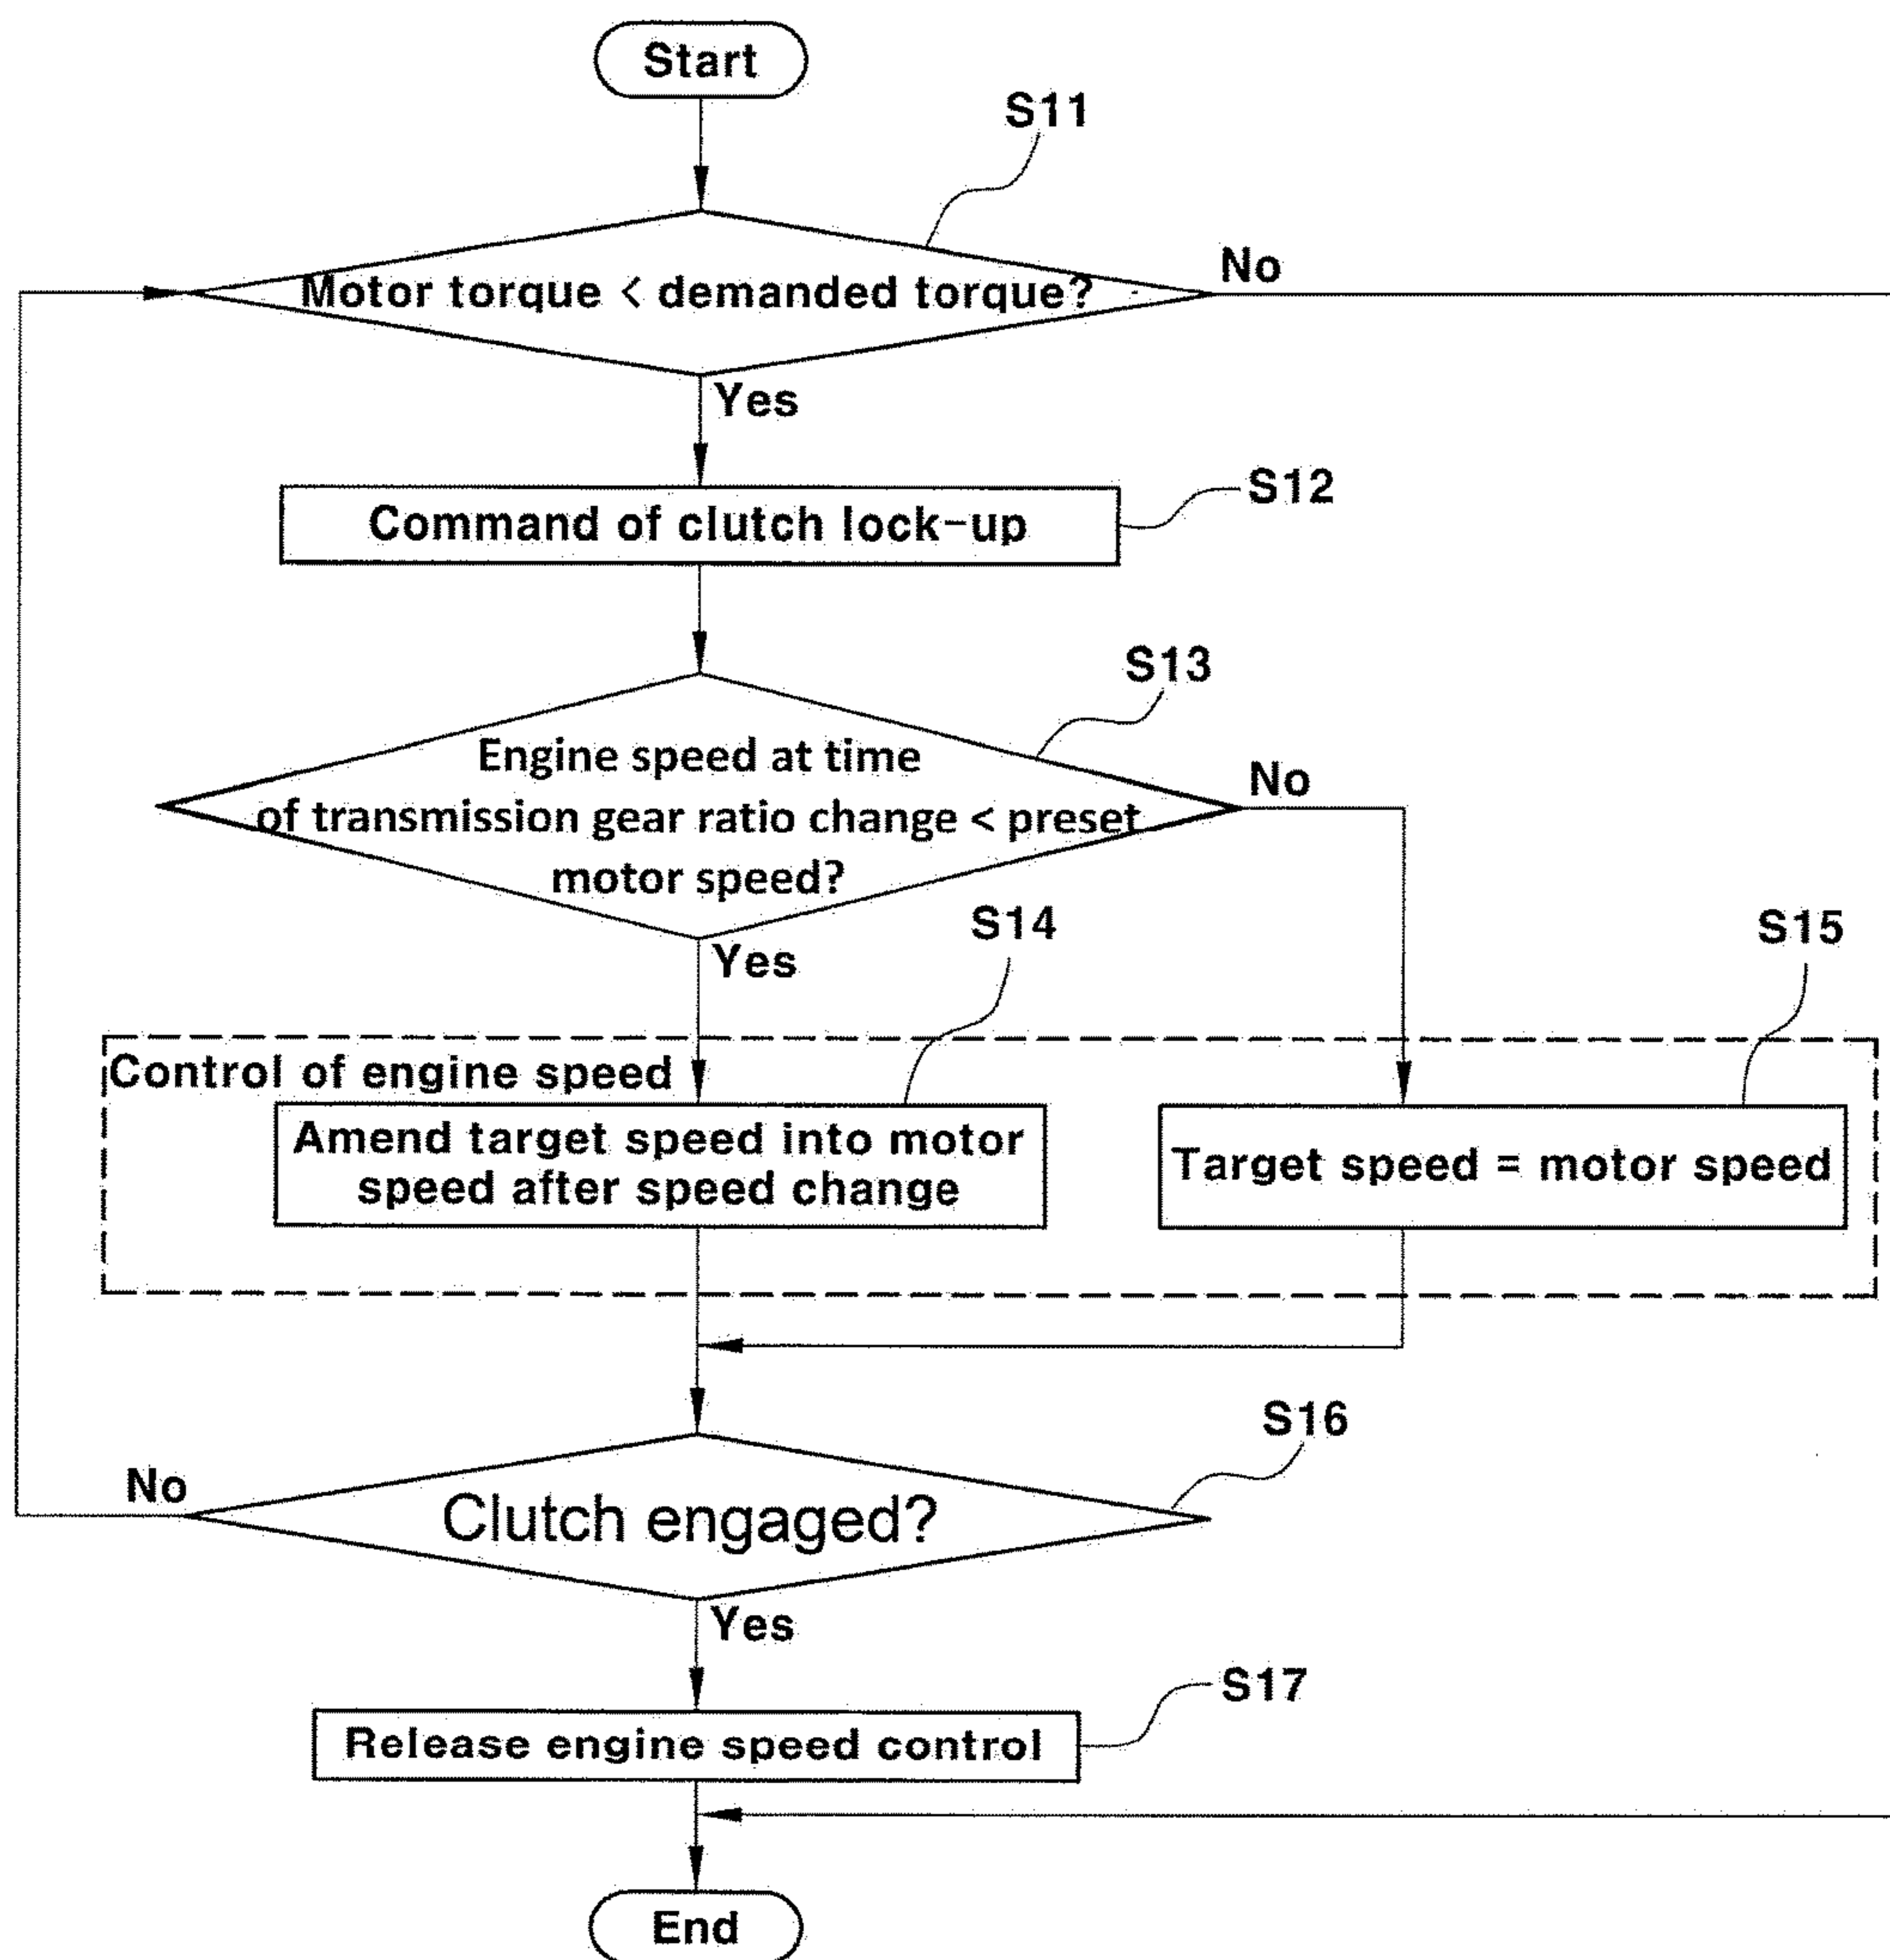 Start
S11
Motor torque < demanded torque?
No
Yes
Command of clutch lock-up
S12
S13
Engine speed at time
of transmission gear ratio change < preset
motor speed?
No
Yes
S14
S15
Control of engine speed
Amend target speed into motor
speed after speed change
Target speed = motor speed
S16
Clutch engaged?
No
Yes
S17
Release engine speed control
End